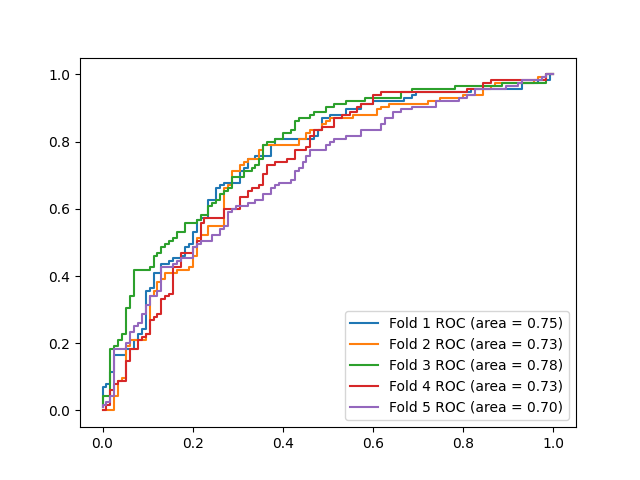 1.0
0.8
0.6
0.4
0.2
0.0
Fold 1 ROC (area = 0.75)
Fold 2 ROC (area = 0.73)
Fold 3 ROC (area = 0.78)
Fold 4 ROC (area = 0.73)
Fold 5 ROC (area = 0.70)
0.0 0.2 0.4 0.6 0.8 1.0